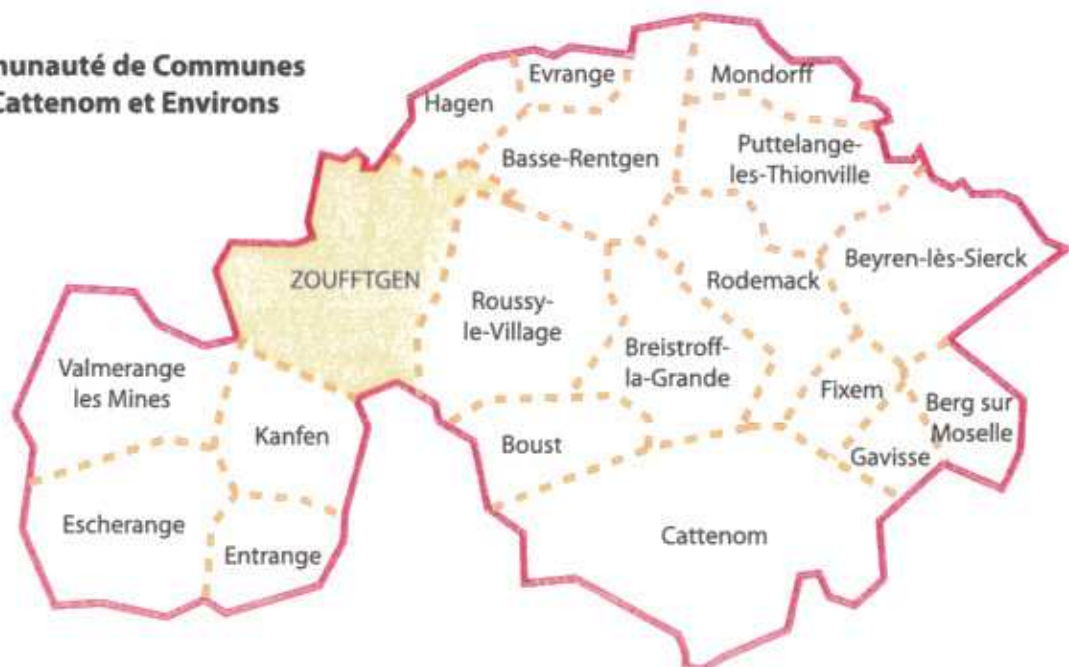 munauté de Communes
Cattenom et Environs
Evrange
Mondorff
Hagen
Basse-Rentgen
Puttelange-
les-Thionville
ZOUFFTGEN
Rodemack
Beyren-lès-Sierck
Roussy-
le-Village
Breistroff-
la-Grande
Valmerange
les Mines
Fixem
Berg sur
Moselle
Kanfen
Boust
Gavisse
Escherange
Entrange
Cattenom